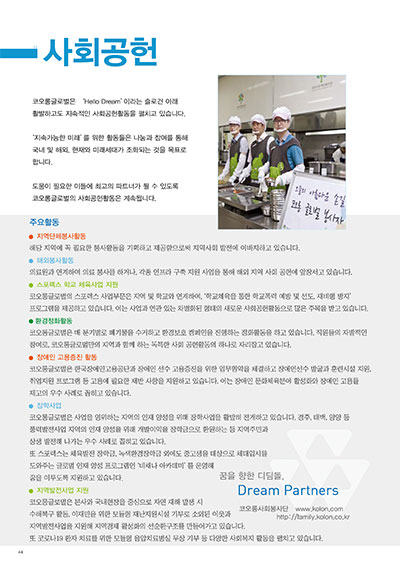 사회공헌
코오롱글로벌은 'Hello Dream' 이라는 슬로건 아래
활발하고도 지속적인 사회공헌활동을 펼치고 있습니다.
'지속가능한 미래' 를 위한 활동들은 나눔과 참여를 통해
국내 및 해외, 현재와 미래세대가 조화되는 것을 목표로
합니다.
도움이 필요한 이들에 최고의 파트너가 될 수 있도록
코오롱글로벌의 사회공헌활동은 계속됩니다.
오늘의 아름다운 손길
코오롱 글로벌 봉사자
주요활동
● 지역단체봉사활동
해당 지역에 꼭 필요한 봉사활동을 기획하고 제공함으로써 지역사회 발전에 이바지하고 있습니다.
● 해외봉사활동
의료원과 연계하여 의료 봉사를 하거나, 각종 인프라 구축 지원 사업을 통해 해외 지역 사회 공헌에 앞장서고 있습니다.
● 스포렉스 학교 체육사업 지원
코오롱글로벌의 스포렉스 사업부문은 지역 및 학교와 연계하여, '학교체육을 통한 학교폭력 예방 및 선도, 재비행 방지'
프로그램을 제공하고 있습니다. 이는 사업과 연관 있는 차별화된 형태의 새로운 사회공헌활동으로 많은 주목을 받고 있습니다.
● 환경정화활동
코오롱글로벌은 매 분기별로 폐기물을 수거하고 환경보호 캠페인을 진행하는 정화활동을 하고 있습니다. 직원들의 자발적인
참여로, 코오롱글로벌만의 지역과 함께 하는 독특한 사회 공헌활동의 하나로 자리잡고 있습니다.
● 장애인 고용증진 활동
코오롱글로벌은 한국장애인고용공단과 장애인 선수 고용증진을 위한 업무협약을 체결하고 장애인선수 발굴과 훈련시설 지원,
취업지원 프로그램 등 고용에 필요한 제반 사항을 지원하고 있습니다. 이는 장애인 문화체육분야 활성화와 장애인 고용률
제고의 우수 사례로 꼽히고 있습니다.
● 장학사업
코오롱글로벌은 사업을 영위하는 지역의 인재 양성을 위해 장학사업을 활발히 전개하고 있습니다. 경주, 태백, 양양 등
풍력발전사업 지역의 인재 양성을 위해 개발이익을 장학금으로 환원하는 등 지역주민과
상생 발전해 나가는 우수 사례로 꼽히고 있습니다.
또 스포렉스는 체육발전 장학금, 녹색환경장학금 외에도 중고생을 대상으로 세대업시를
도와주는 글로벌 인재 양성 프로그램인 '비채나 아카데미' 를 운영해
꿈을 이루도록 지원하고 있습니다.
● 지역발전사업 지원
코오롱글로벌은 본사와 국내현장을 중심으로 자연 재해 발생 시
수해복구 활동, 이재민을 위한 모듈형 재난지원시설 기부로 소외된 이웃과
지역발전사업을 지원해 지역경제 활성화의 선순환구조를 만들어가고 있습니다.
또 코로나19 환자 치료를 위한 모듈형 음압치료병실 무상 기부 등 다양한 사회복지 활동을 펼치고 있습니다.
꿈을 향한 디딤돌,
Dream Partners
코오롱사회봉사단 www.kolon.com
http://family.kolon.co.kr